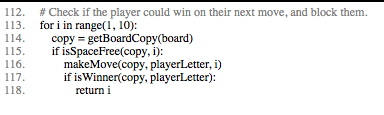 112. # Check if the player could win on their next move, and block them.
113. for i in range(1, 10):
114. copy = getBoardCopy(board)
115. if isSpaceFree(copy, i):
116. makeMove(copy, playerLetter, i)
117. if isWinner(copy, playerLetter):
118. return i